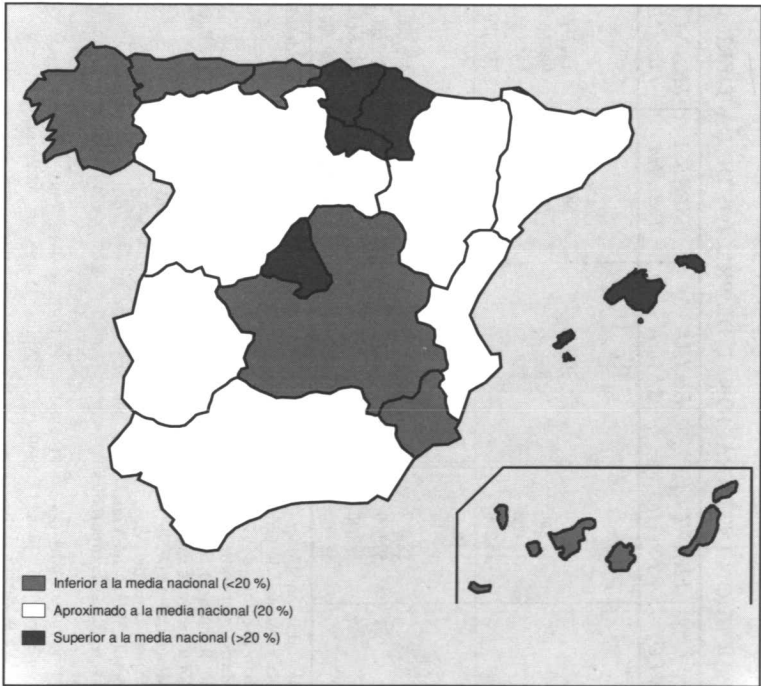 Inferior a la media nacional (<20 %)
Aproximado a la media nacional (20 %)
Superior a la media nacional (>20 %)